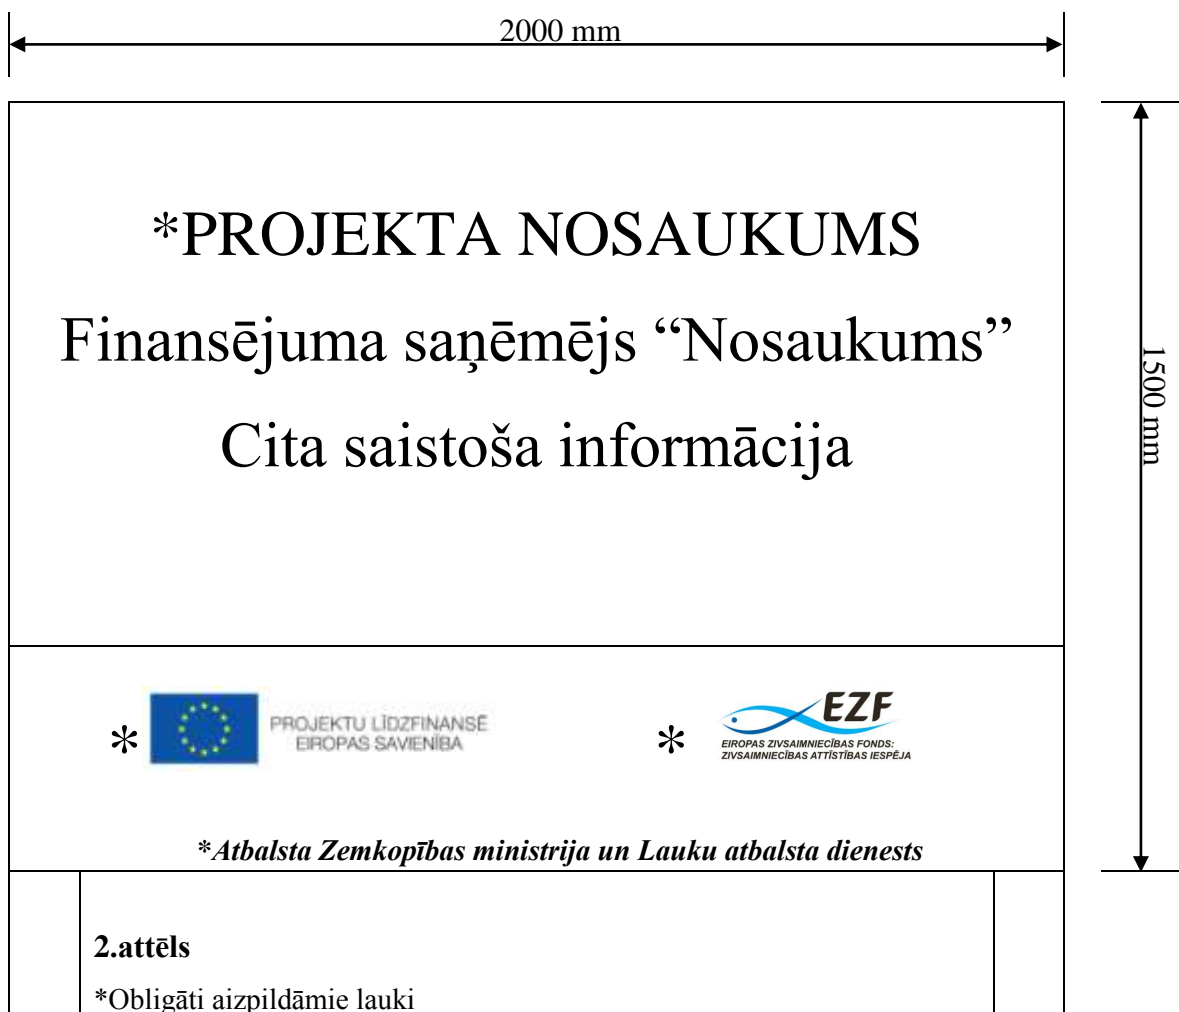 2000 mm
*PROJEKTA NOSAUKUMS
Finansējuma saņēmējs “Nosaukums”
Cita saistoša informācija
1500 mm
*
PROJEKTU LĪDZFINANSĒ
EIROPAS SAVIENĪBA
*
EZF
EIROPAS ZIVSAIMNIECĪBAS FONDS:
ZIVSAIMNIECĪBAS ATTĪSTĪBAS IESPĒJA
*Atbalsta Zemkopības ministrija un Lauku atbalsta dienests
2.attēls
*Obligāti aizpildāmie lauki